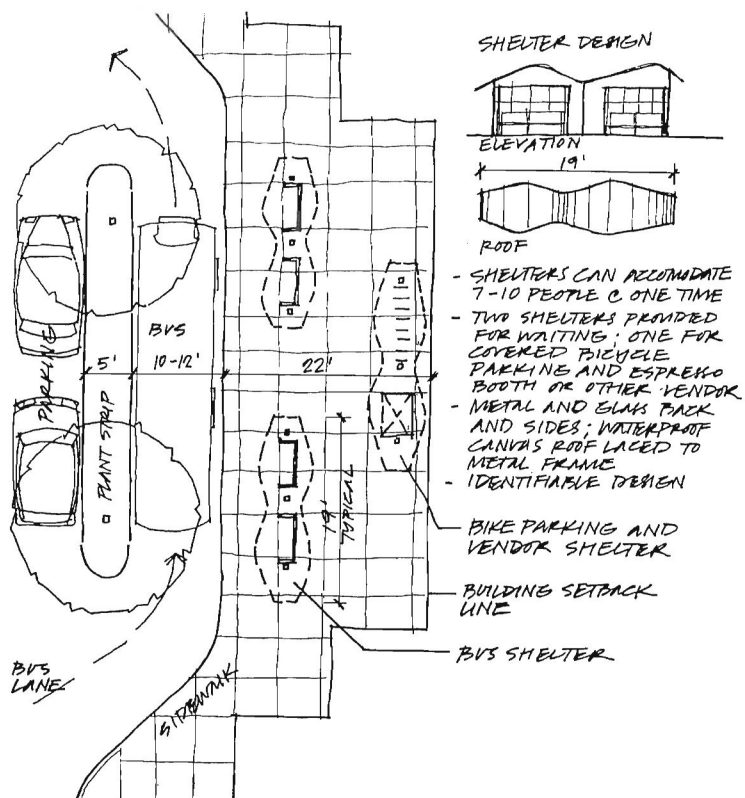 SHELTER DESIGN
ELEVATION
19'
ROOF
- SHELTERS CAN ACCOMODATE
7-10 PEOPLE @ ONE TIME
- TWO SHELTERS PROVIDED
FOR WAITING; ONE FOR
COVERED BICYCLE
PARKING AND ESPRESSO
BOOTH OR OTHER VENDOR
- METAL AND GLASS BACK
AND SIDES; WATERPROOF
CANVAS ROOF LACED TO
METAL FRAME
- IDENTIFIABLE DESIGN
BIKE PARKING AND
VENDOR SHELTER
BUILDING SETBACK
LINE
BUS SHELTER
PARKING
5'
PLANT STRIP
BUS
10-12'
22'
19'
TYPICAL
BUS
LANE
SIDEWALK